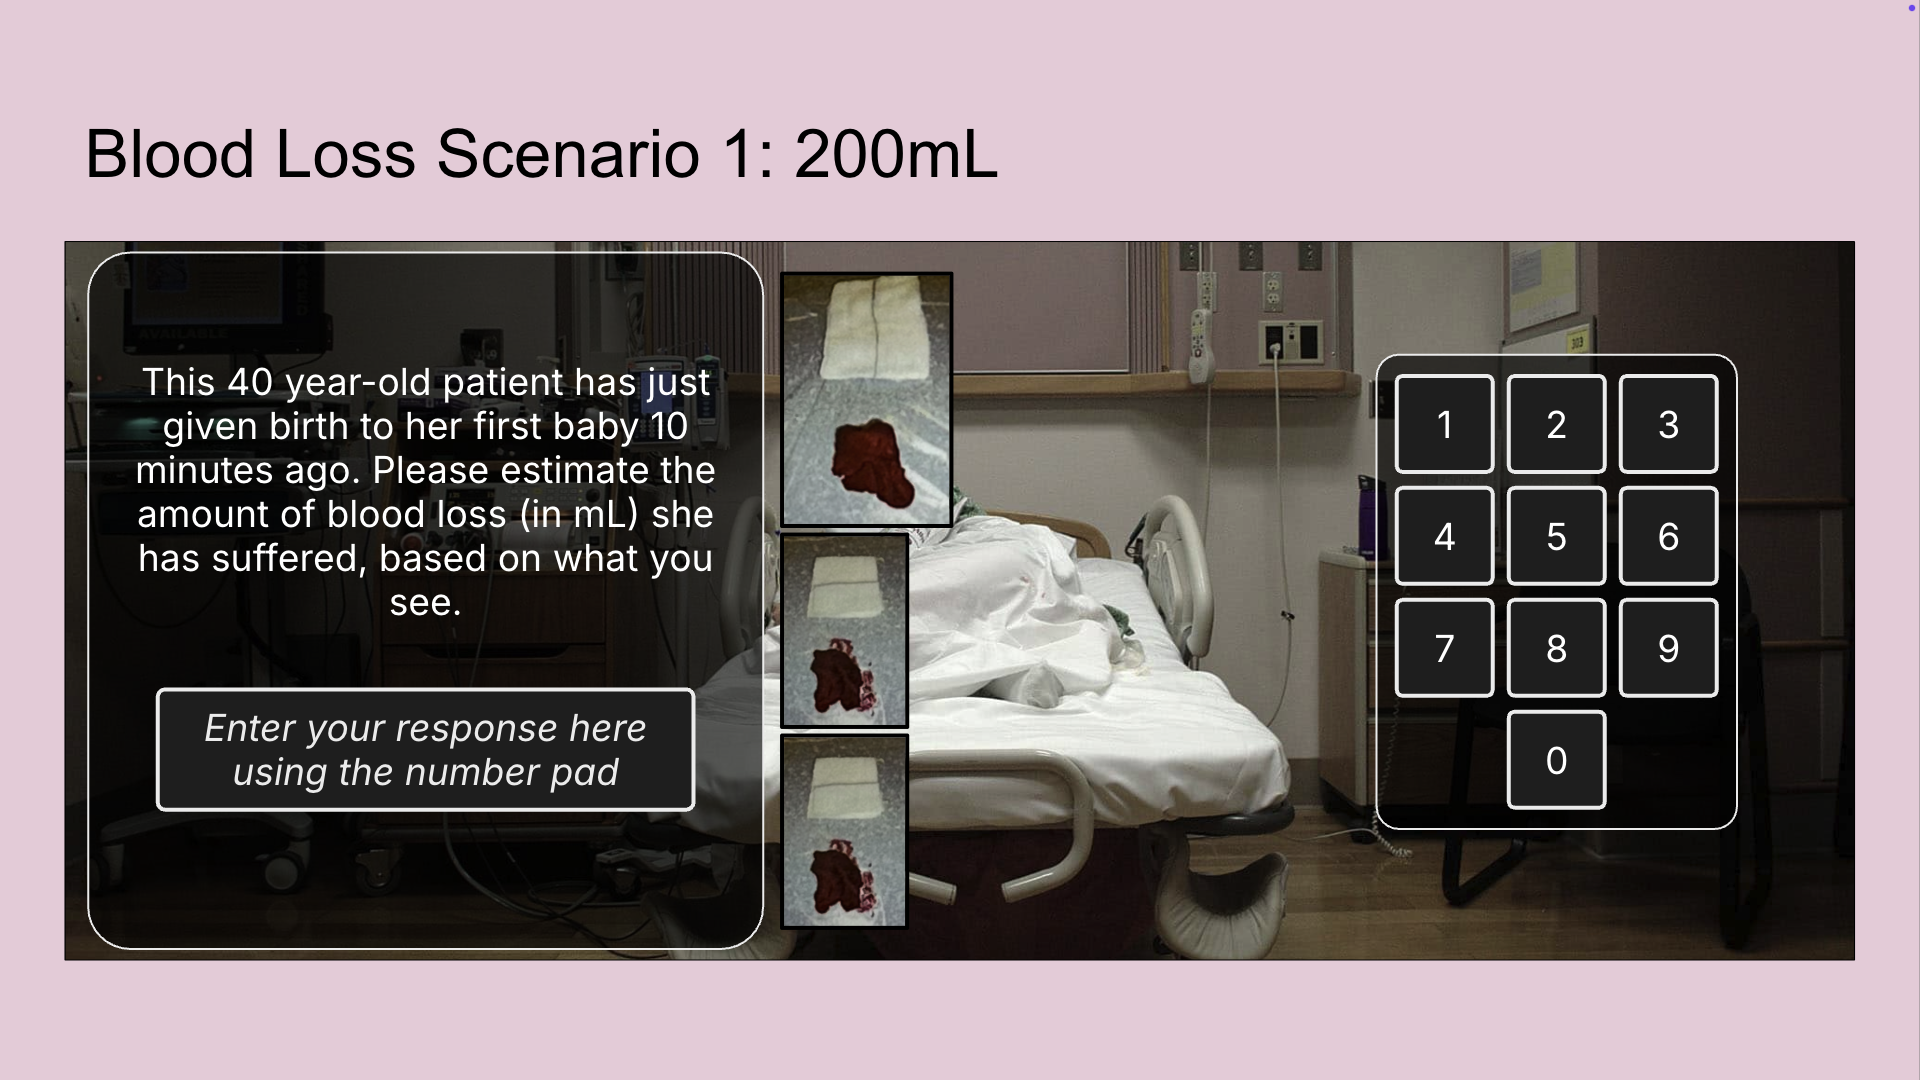 Blood Loss Scenario 1: 200mL
AVAILABLE
This 40 year-old patient has just
given birth to her first baby 10
minutes ago. Please estimate the
amount of blood loss (in mL) she
has suffered, based on what you
see.
Enter your response here
using the number pad
303
1 2 3
4 5 6
7 8 9
0